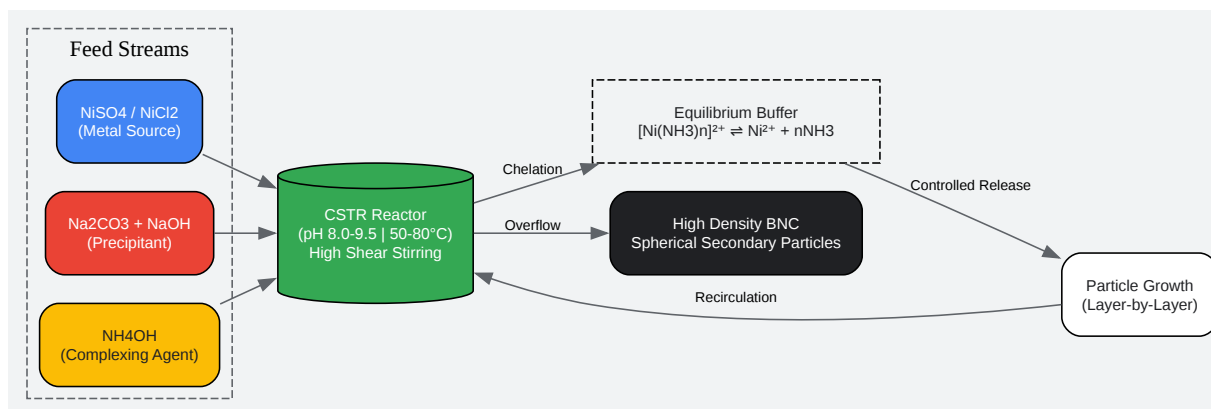 Feed Streams
NiSO4 / NiCl2
(Metal Source)
Na2CO3 + NaOH
(Precipitant)
NH4OH
(Complexing Agent)
CSTR Reactor
(pH 8.0-9.5 | 50-80°C)
High Shear Stirring
Chelation
Overflow
Recirculation
Equilibrium Buffer
[Ni(NH3)n]²⁺ ⇌ Ni²⁺ + nNH3
High Density BNC
Spherical Secondary Particles
Controlled Release
Particle Growth
(Layer-by-Layer)